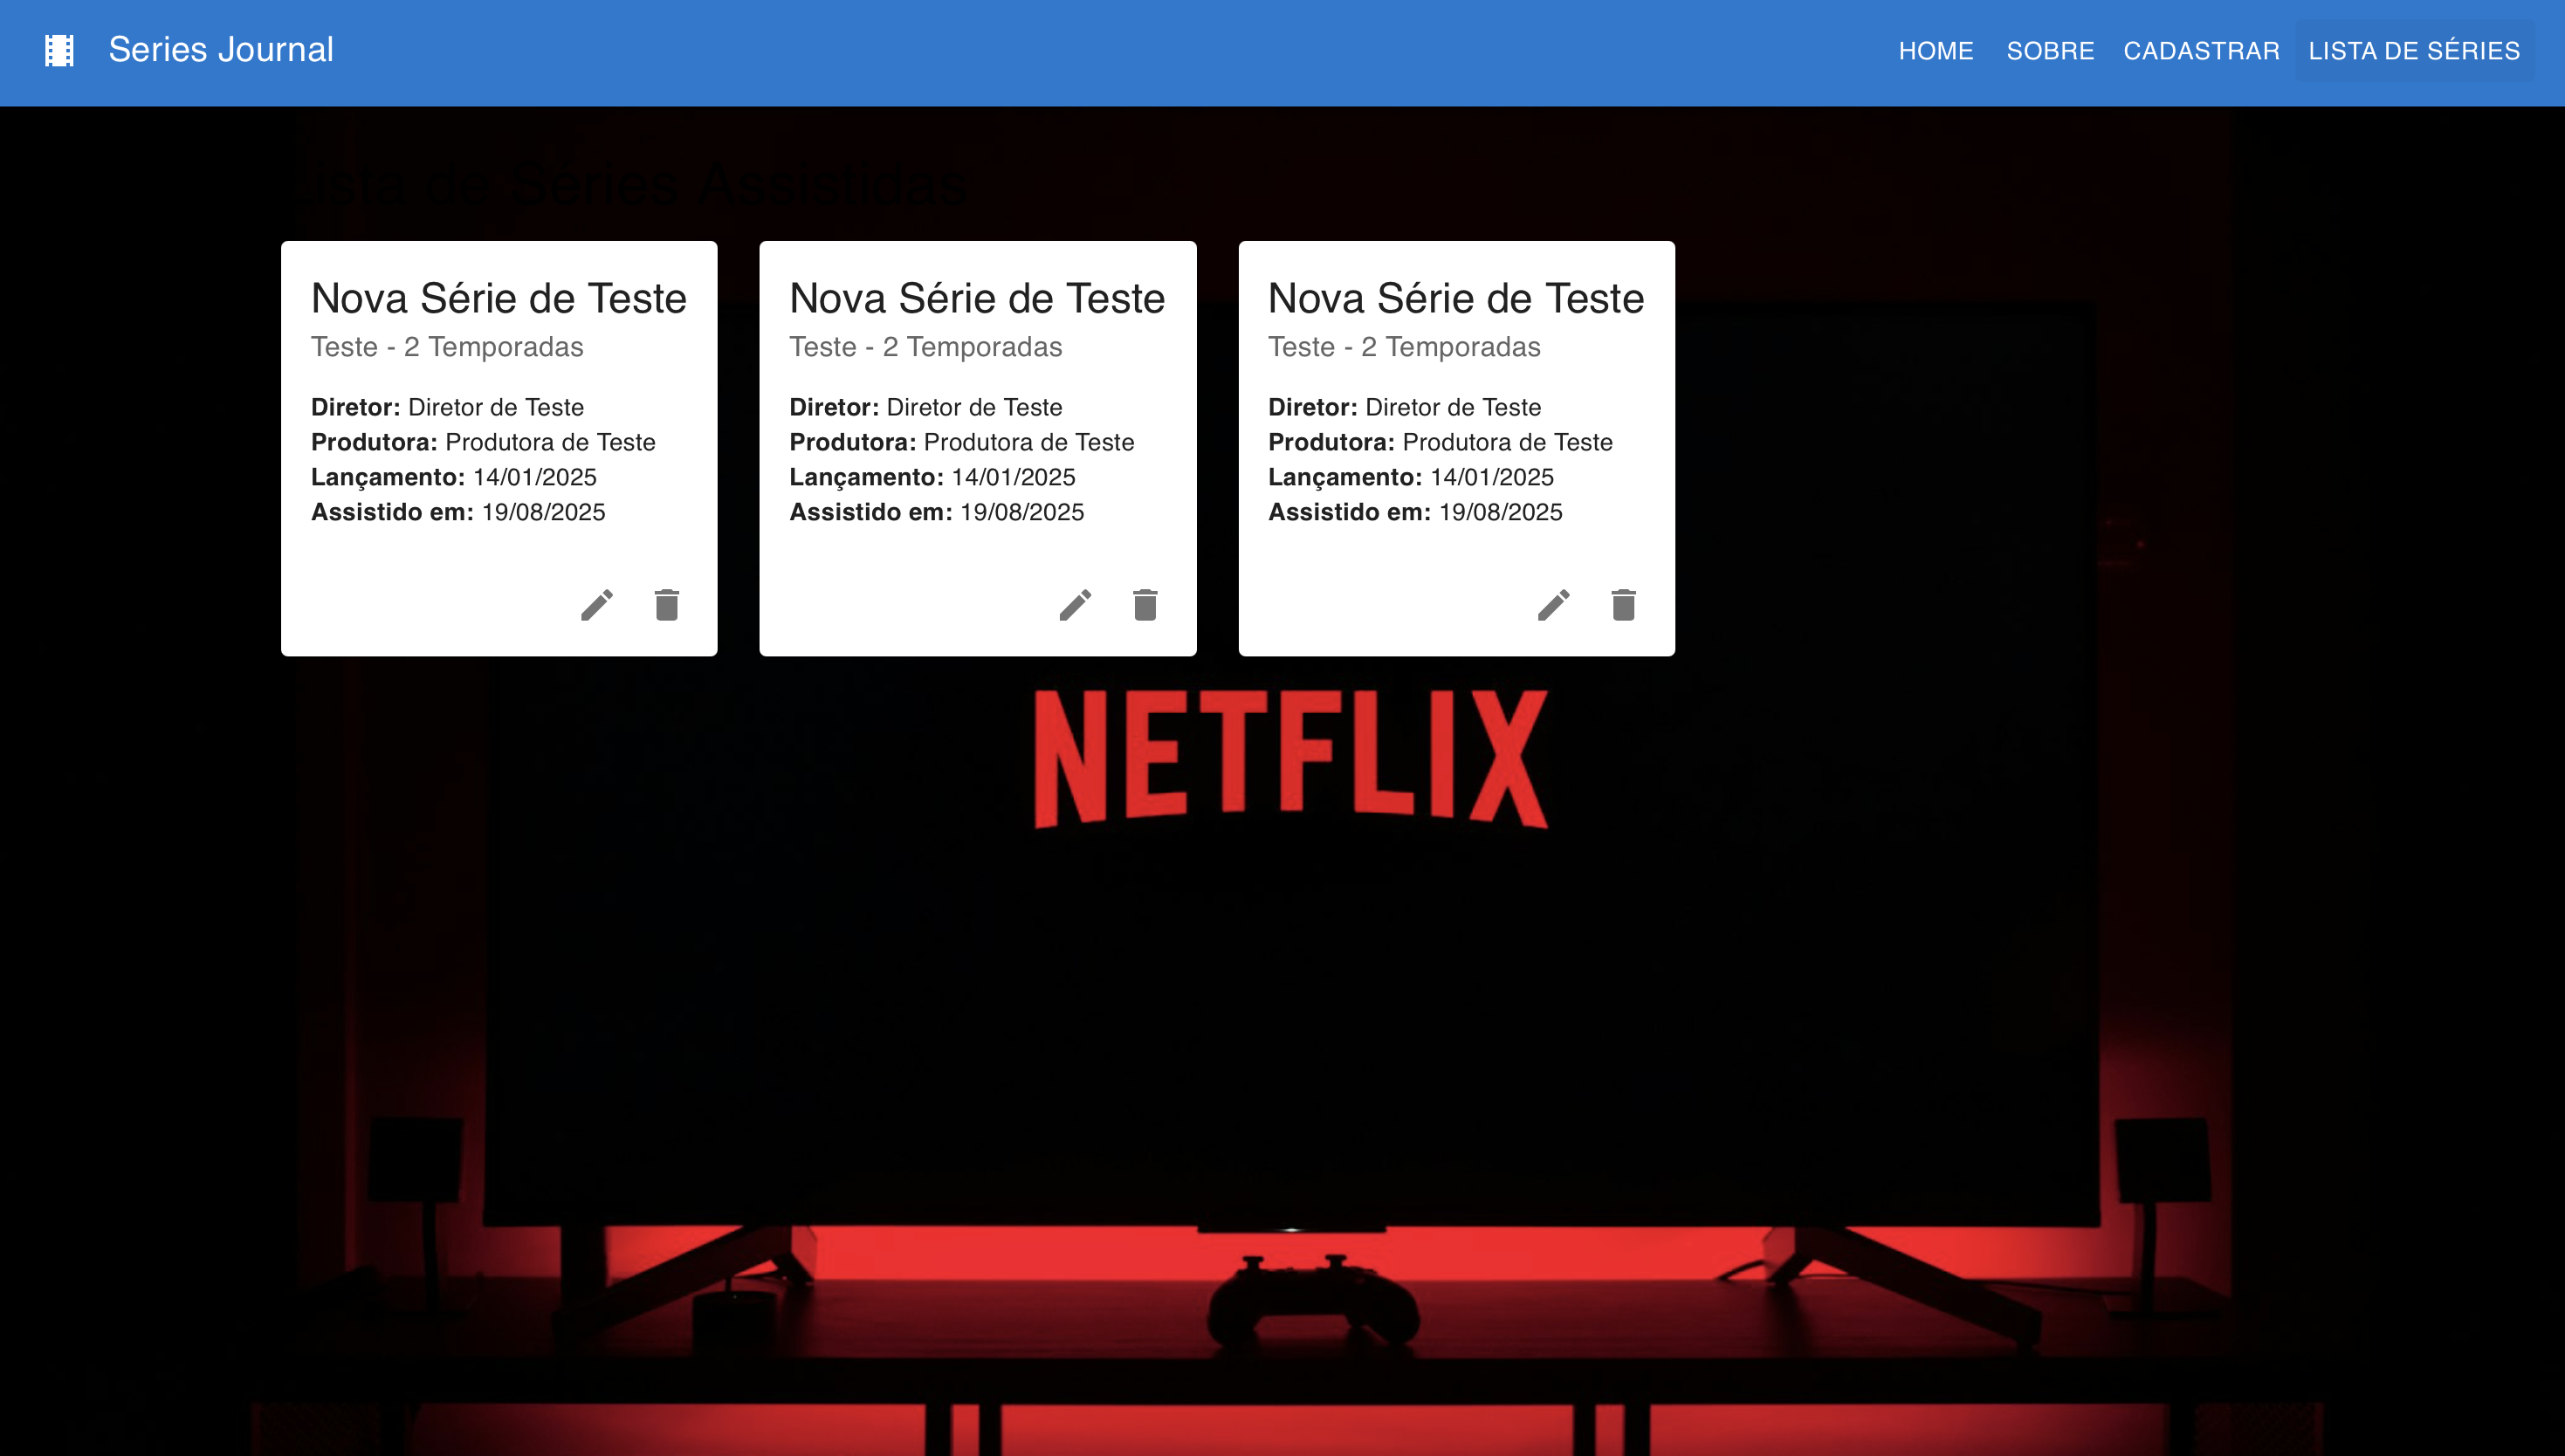 Series Journal
HOME SOBRE CADASTRAR LISTA DE SÉRIES
Lista de Séries Assistidas
Nova Série de Teste
Teste - 2 Temporadas
Diretor: Diretor de Teste
Produtora: Produtora de Teste
Lançamento: 14/01/2025
Assistido em: 19/08/2025
Nova Série de Teste
Teste - 2 Temporadas
Diretor: Diretor de Teste
Produtora: Produtora de Teste
Lançamento: 14/01/2025
Assistido em: 19/08/2025
Nova Série de Teste
Teste - 2 Temporadas
Diretor: Diretor de Teste
Produtora: Produtora de Teste
Lançamento: 14/01/2025
Assistido em: 19/08/2025
NETFLIX